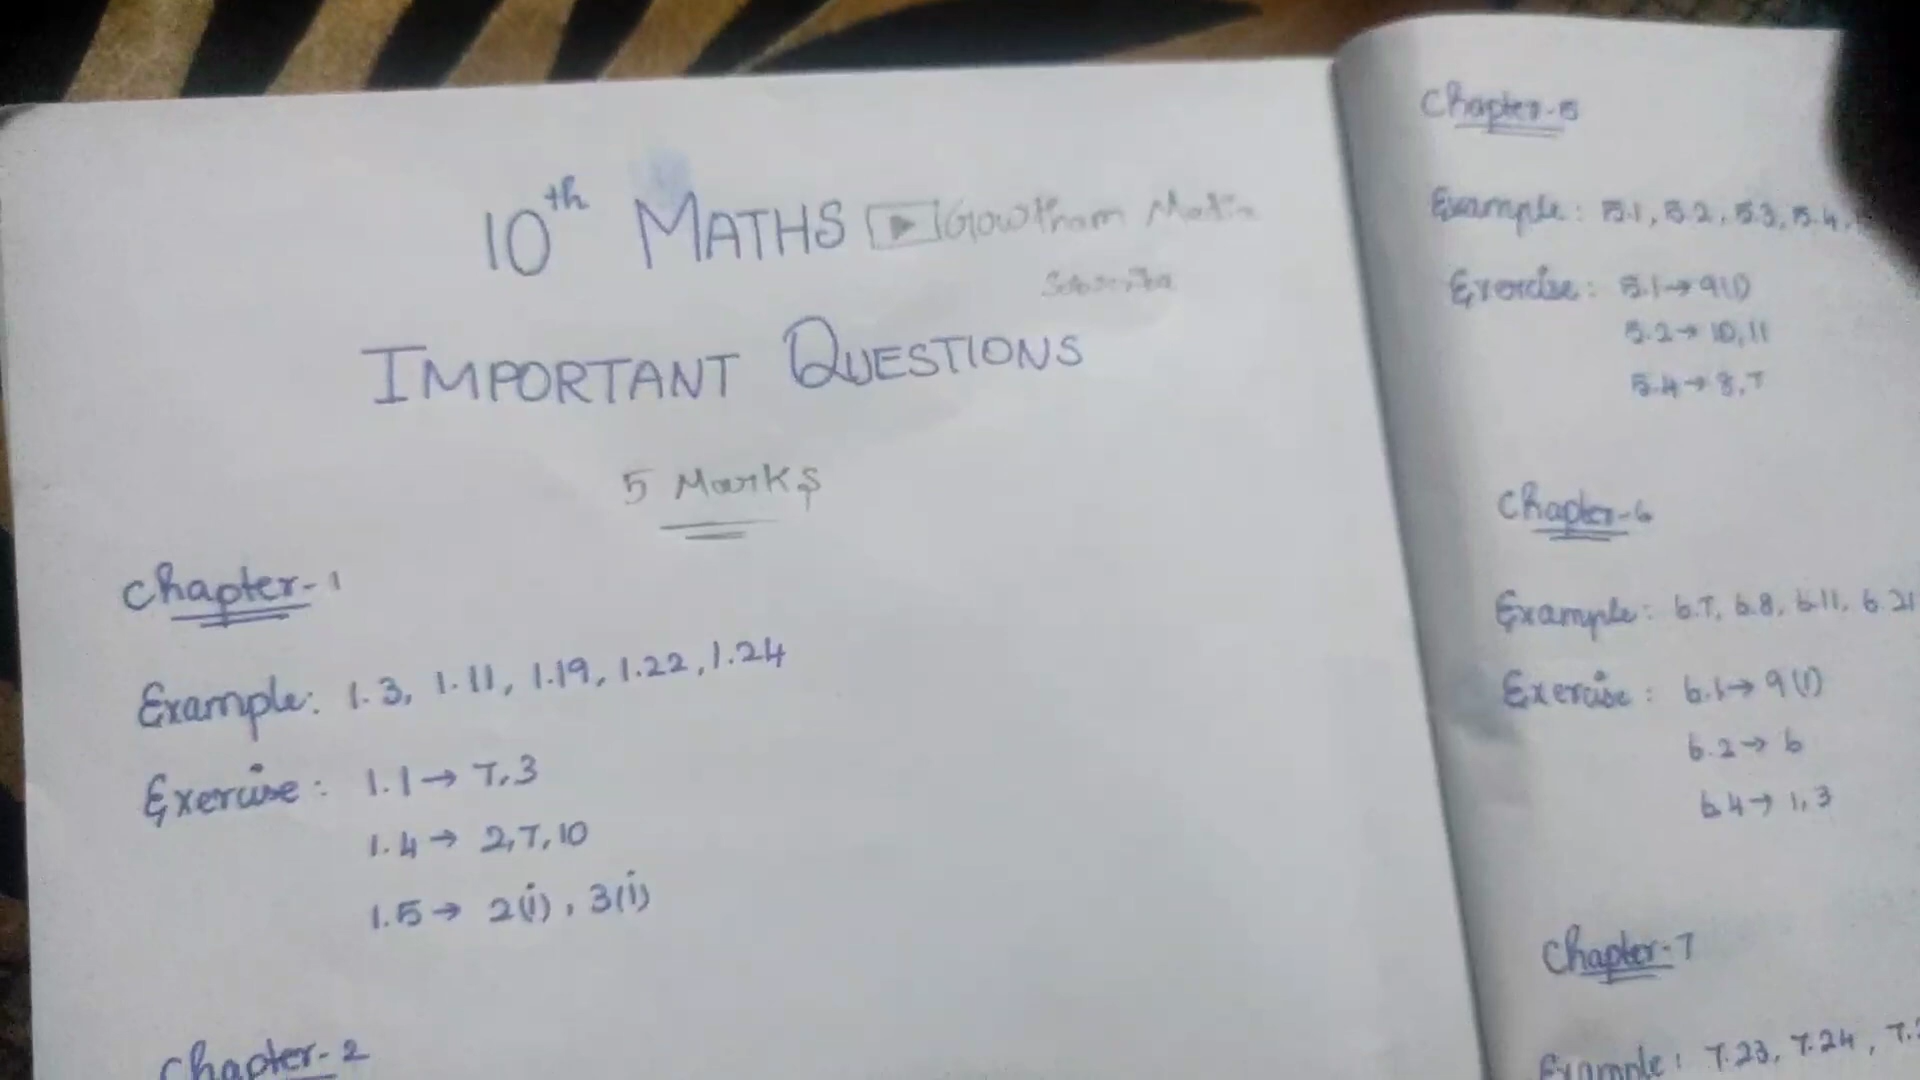 10th MATHS Gowtham
IMPORTANT QUESTIONS
5 Marks
Chapter-1
Example: 1.3, 1.11, 1.19, 1.22, 1.24
Exercise: 1.1→ 7,3
1.4→ 2,7,10
1.5→ 2(i), 3(i)
Chapter-2
Chapter-5
Example: 5.1, 5.2, 5.3, 5.4,
Exercise: 5.1→9(i)
5.2→10,11
5.4→3,7
Chapter-6
Example: 6.7, 6.8, 6.11, 6.21
Exercise: 6.1→9(i)
6.2→6
6.4→1,3
Chapter-7
Example: 7.23, 7.24,